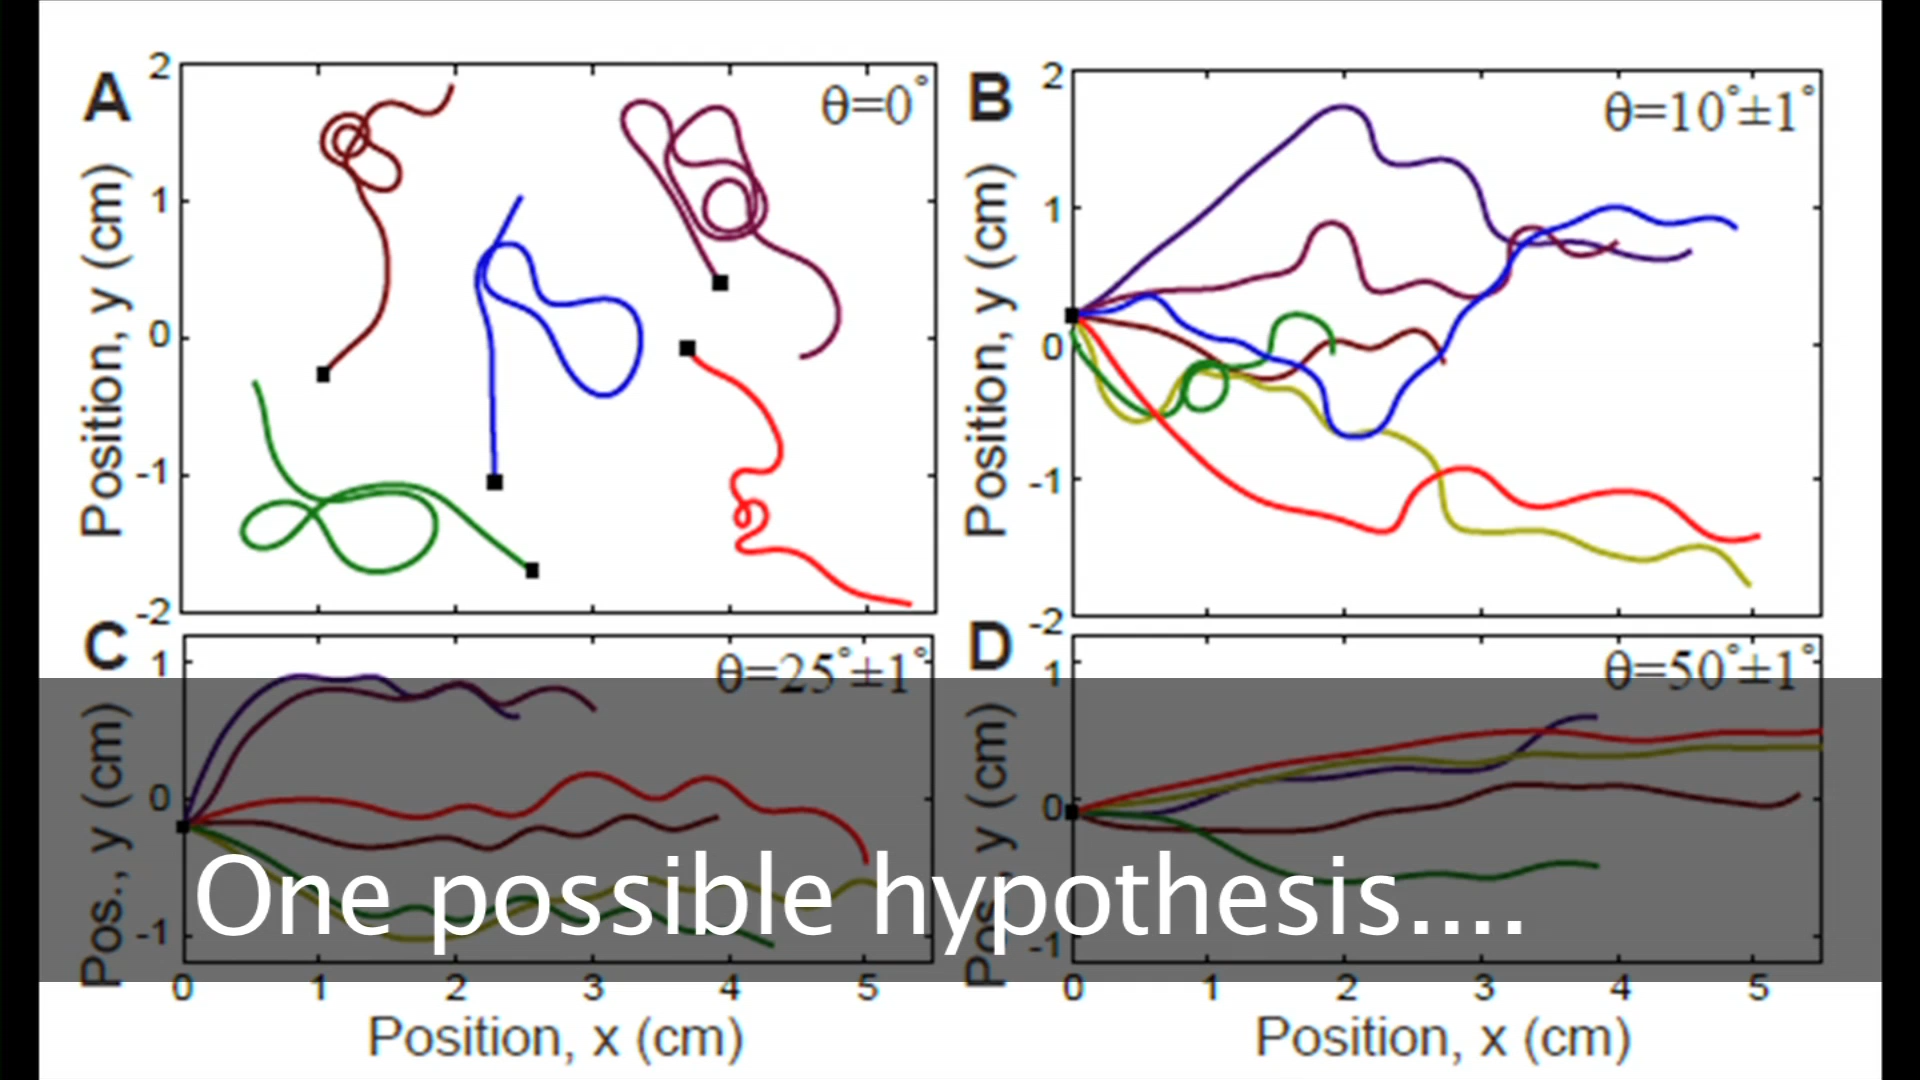 A
θ=0°
2
1
0
-1
-2
Position, y (cm)
B
θ=10°±1°
2
1
0
-1
-2
Position, y (cm)
C
θ=25°±1°
1
0
-1
Pos., y (cm)
0 1 2 3 4 5
Position, x (cm)
D
θ=50°±1°
1
0
-1
Pos., y (cm)
0 1 2 3 4 5
Position, x (cm)
One possible hypothesis....